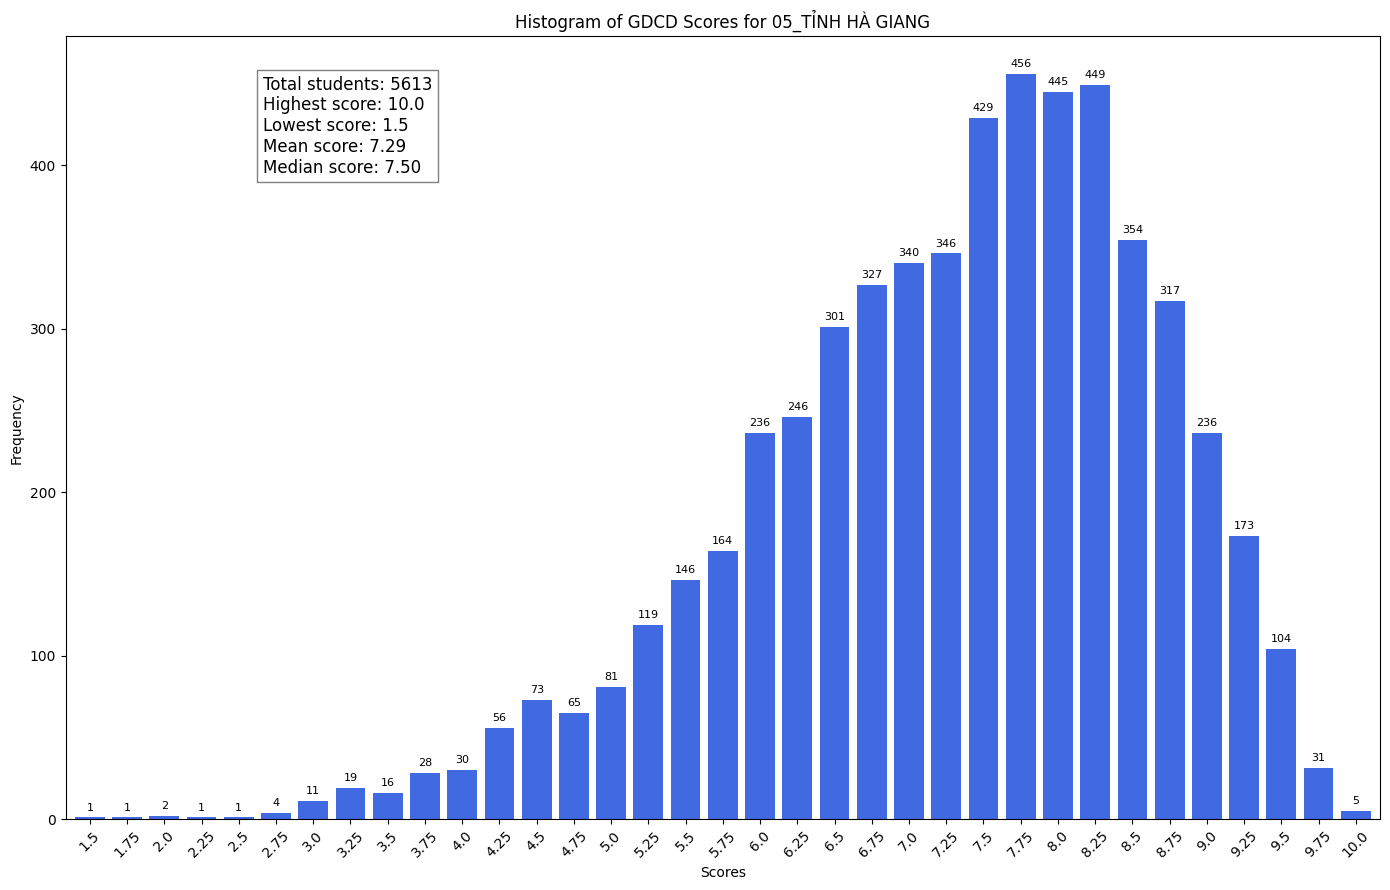 Histogram of GDCD Scores for 05_TỈNH HÀ GIANG
Total students: 5613
Highest score: 10.0
Lowest score: 1.5
Mean score: 7.29
Median score: 7.50
Frequency
400
300
200
100
0
1 1 2 1 1 4 11 19 16 28 30 56 73 65 81 119 146 164 236 246 301 327 340 346 429 456 445 449 354 317 236 173 104 31 5
1.5 1.75 2.0 2.25 2.5 2.75 3.0 3.25 3.5 3.75 4.0 4.25 4.5 4.75 5.0 5.25 5.5 5.75 6.0 6.25 6.5 6.75 7.0 7.25 7.5 7.75 8.0 8.25 8.5 8.75 9.0 9.25 9.5 9.75 10.0
Scores